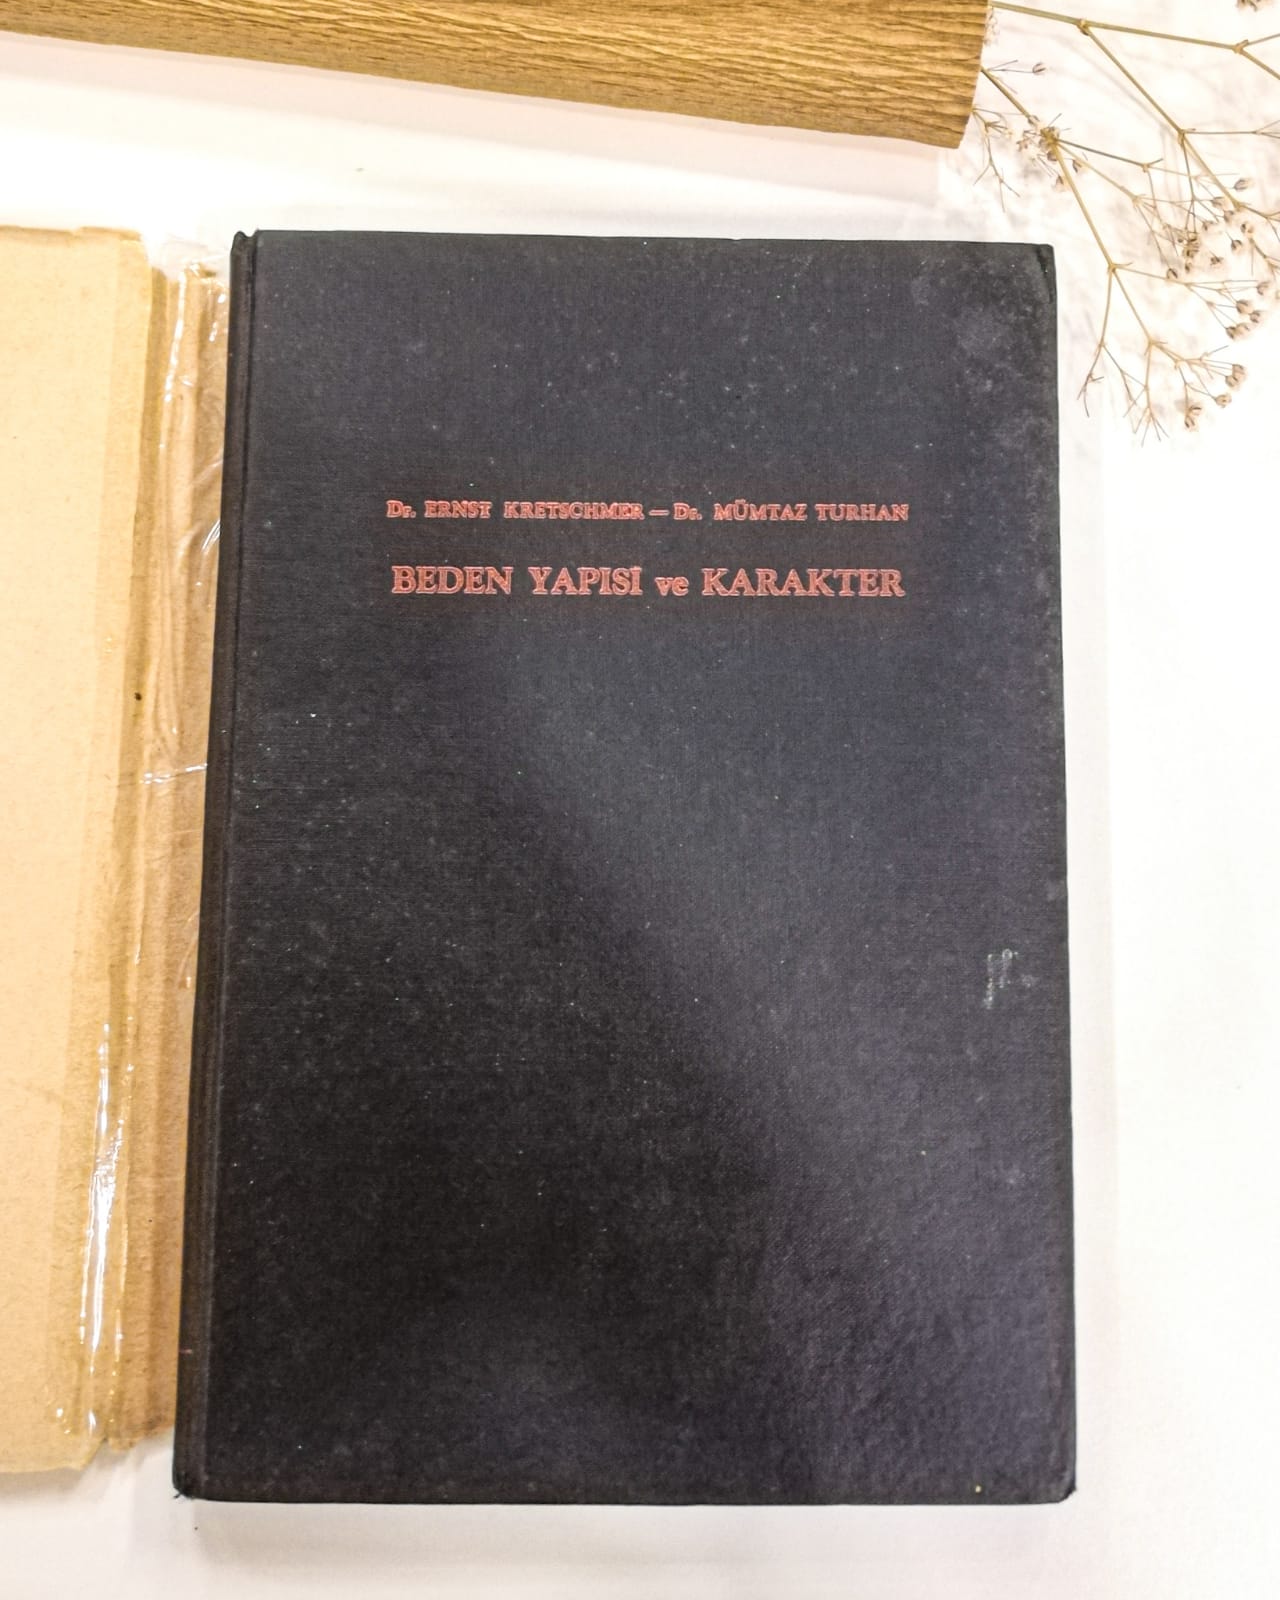 Dr. ERNST KRETSCHMER — Dr. MÜMTAZ TURHAN
BEDEN YAPISI ve KARAKTER